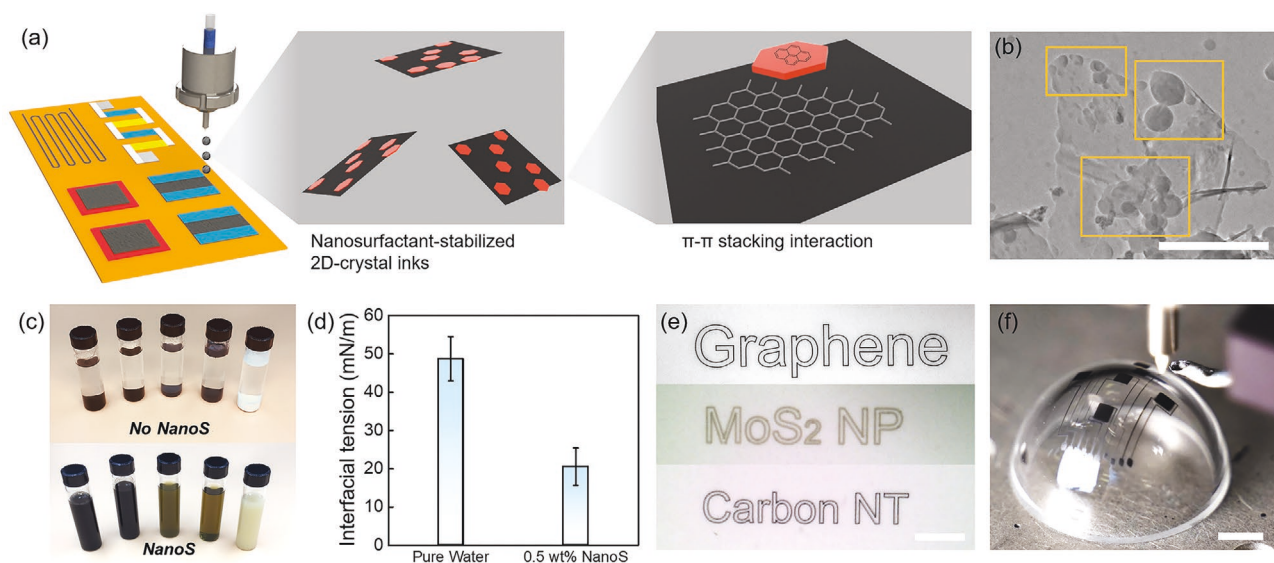 (a)
Nanosurfactant-stabilized
2D-crystal inks
π-π stacking interaction
(b)
(c)
No NanoS
NanoS
(d)
Interfacial tension (mN/m)
60
50
40
30
20
10
0
Pure Water
0.5 wt% NanoS
(e)
Graphene
MoS₂ NP
Carbon NT
(f)